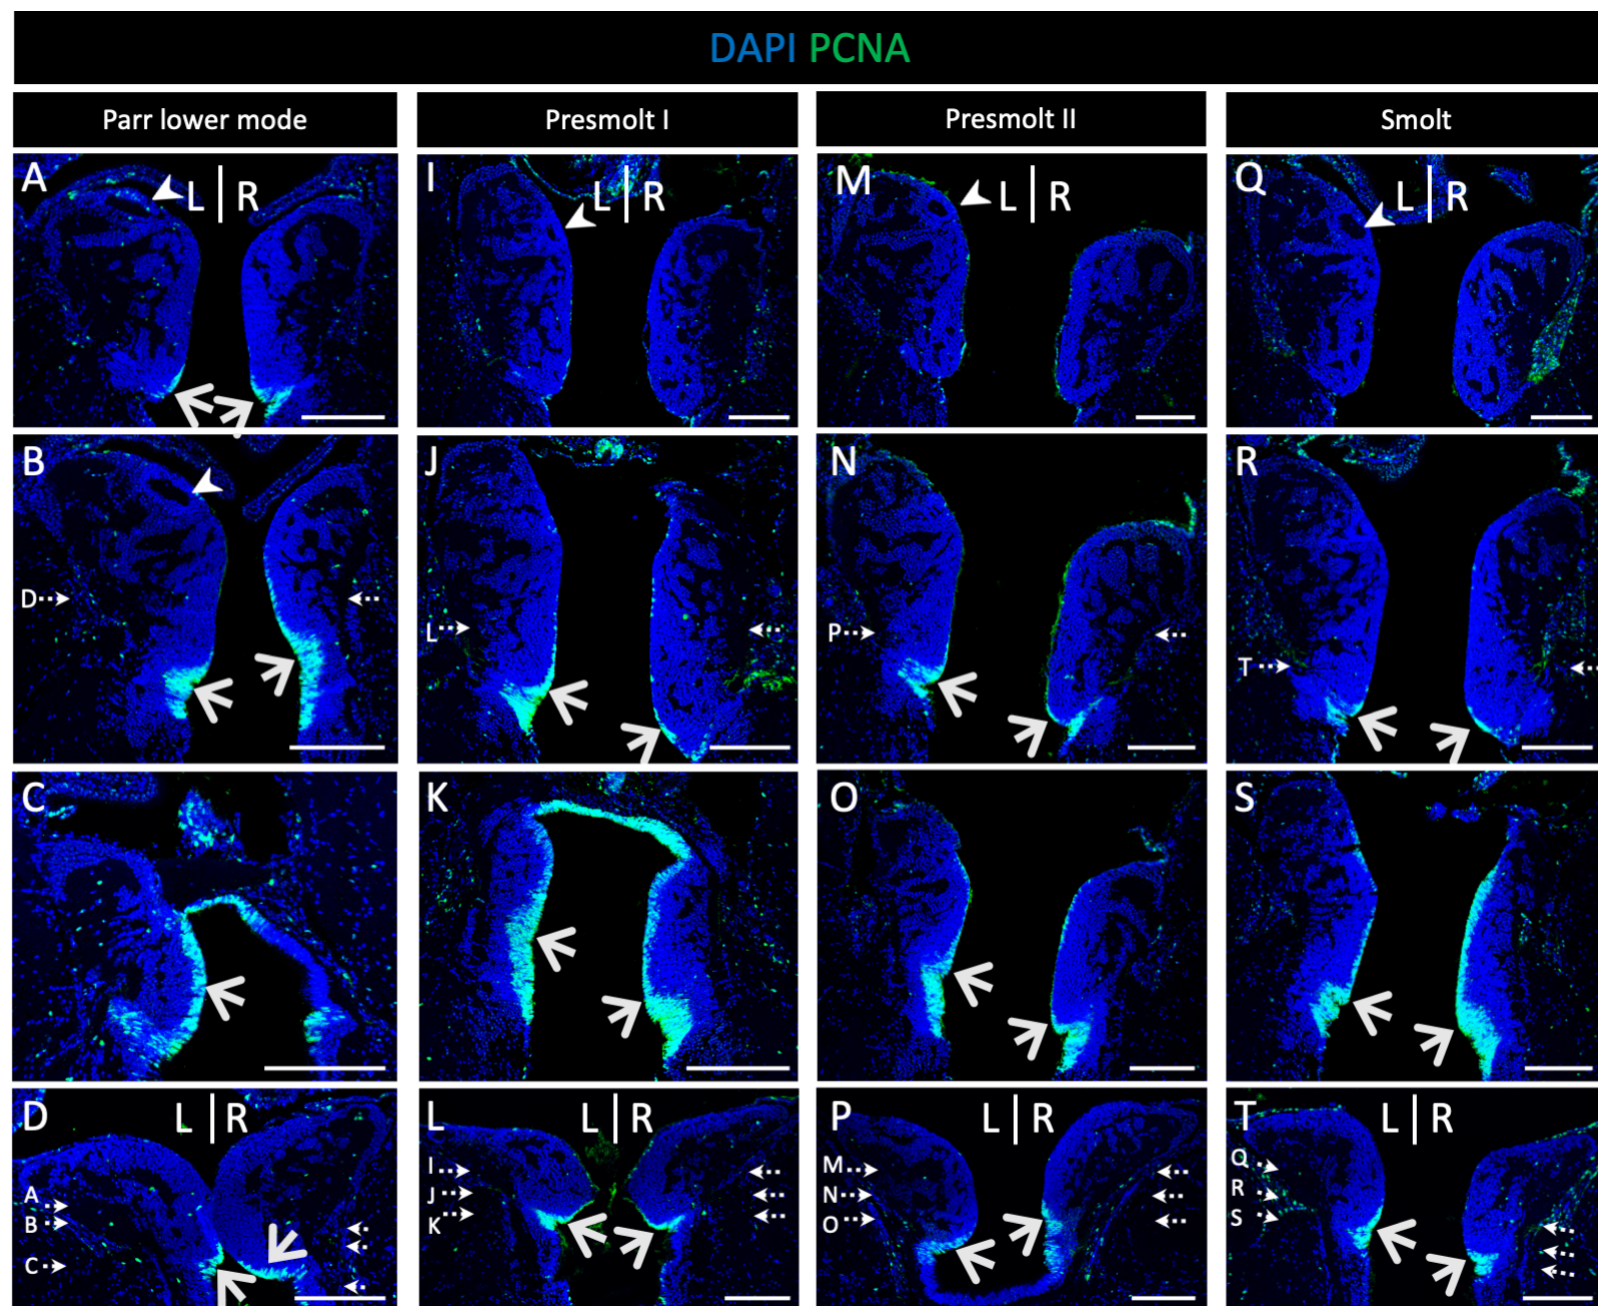 DAPI PCNA
Parr lower mode
Presmolt I
Presmolt II
Smolt
A L R
I L R
M L R
Q L R
B
D
J
L
N
P
R
T
C
K
O
S
D L R
A
B
C
L L R
I
J
K
P L R
M
N
O
T L R
Q
R
S